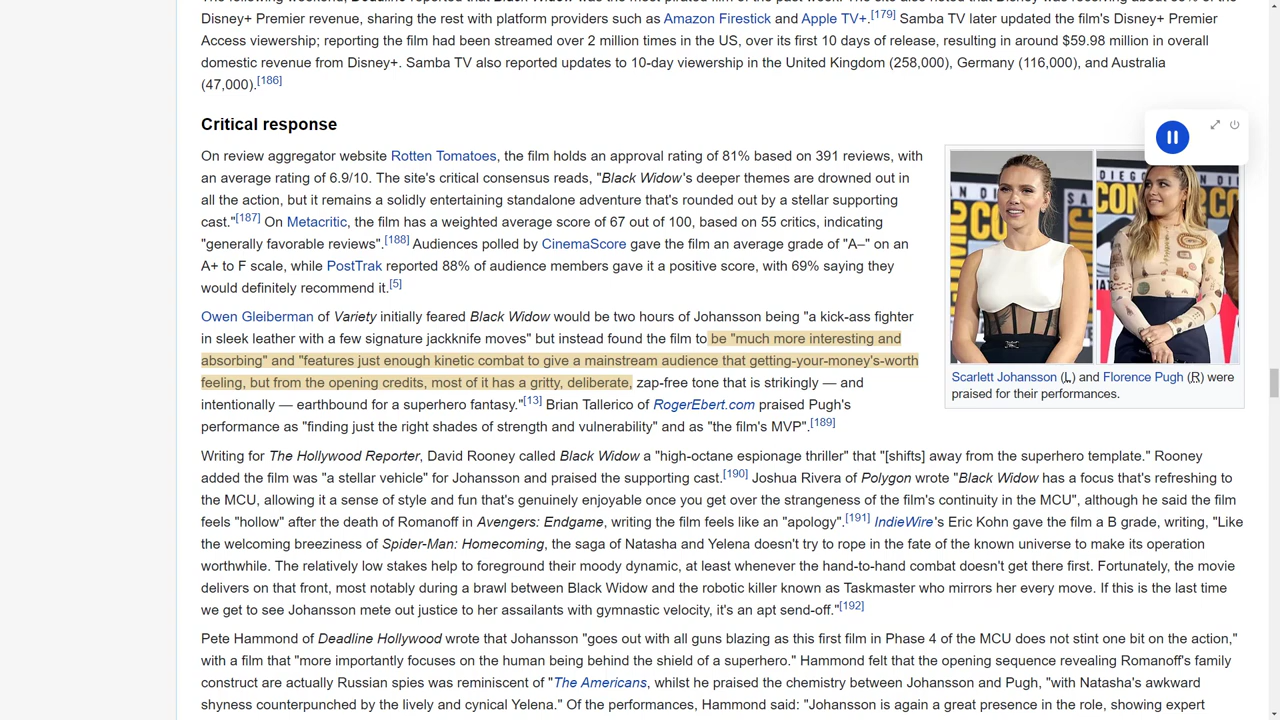 The following weekend, Deadline reported that Black Widow was the most pirated film of the past week. The site also noted that Disney was receiving about 85% of the
Disney+ Premier revenue, sharing the rest with platform providers such as Amazon Firestick and Apple TV+.[179] Samba TV later updated the film's Disney+ Premier
Access viewership; reporting the film had been streamed over 2 million times in the US, over its first 10 days of release, resulting in around $59.98 million in overall
domestic revenue from Disney+. Samba TV also reported updates to 10-day viewership in the United Kingdom (258,000), Germany (116,000), and Australia
(47,000).[186]
Critical response
On review aggregator website Rotten Tomatoes, the film holds an approval rating of 81% based on 391 reviews, with
an average rating of 6.9/10. The site's critical consensus reads, "Black Widow's deeper themes are drowned out in
all the action, but it remains a solidly entertaining standalone adventure that's rounded out by a stellar supporting
cast."[187] On Metacritic, the film has a weighted average score of 67 out of 100, based on 55 critics, indicating
"generally favorable reviews".[188] Audiences polled by CinemaScore gave the film an average grade of "A–" on an
A+ to F scale, while PostTrak reported 88% of audience members gave it a positive score, with 69% saying they
would definitely recommend it.[5]
Owen Gleiberman of Variety initially feared Black Widow would be two hours of Johansson being "a kick-ass fighter
in sleek leather with a few signature jackknife moves" but instead found the film to be "much more interesting and
absorbing" and "features just enough kinetic combat to give a mainstream audience that getting-your-money's-worth
feeling, but from the opening credits, most of it has a gritty, deliberate, zap-free tone that is strikingly — and
intentionally — earthbound for a superhero fantasy."[13] Brian Tallerico of RogerEbert.com praised Pugh's
performance as "finding just the right shades of strength and vulnerability" and as "the film's MVP".[189]
Scarlett Johansson (L) and Florence Pugh (R) were
praised for their performances.
Writing for The Hollywood Reporter, David Rooney called Black Widow a "high-octane espionage thriller" that "[shifts] away from the superhero template." Rooney
added the film was "a stellar vehicle" for Johansson and praised the supporting cast.[190] Joshua Rivera of Polygon wrote "Black Widow has a focus that's refreshing to
the MCU, allowing it a sense of style and fun that's genuinely enjoyable once you get over the strangeness of the film's continuity in the MCU", although he said the film
feels "hollow" after the death of Romanoff in Avengers: Endgame, writing the film feels like an "apology".[191] IndieWire's Eric Kohn gave the film a B grade, writing, "Like
the welcoming breeziness of Spider-Man: Homecoming, the saga of Natasha and Yelena doesn't try to rope in the fate of the known universe to make its operation
worthwhile. The relatively low stakes help to foreground their moody dynamic, at least whenever the hand-to-hand combat doesn't get there first. Fortunately, the movie
delivers on that front, most notably during a brawl between Black Widow and the robotic killer known as Taskmaster who mirrors her every move. If this is the last time
we get to see Johansson mete out justice to her assailants with gymnastic velocity, it's an apt send-off."[192]
Pete Hammond of Deadline Hollywood wrote that Johansson "goes out with all guns blazing as this first film in Phase 4 of the MCU does not stint one bit on the action,"
with a film that "more importantly focuses on the human being behind the shield of a superhero." Hammond felt that the opening sequence revealing Romanoff's family
construct are actually Russian spies was reminiscent of "The Americans, whilst he praised the chemistry between Johansson and Pugh, "with Natasha's awkward
shyness counterpunched by the lively and cynical Yelena." Of the performances, Hammond said: "Johansson is again a great presence in the role, showing expert